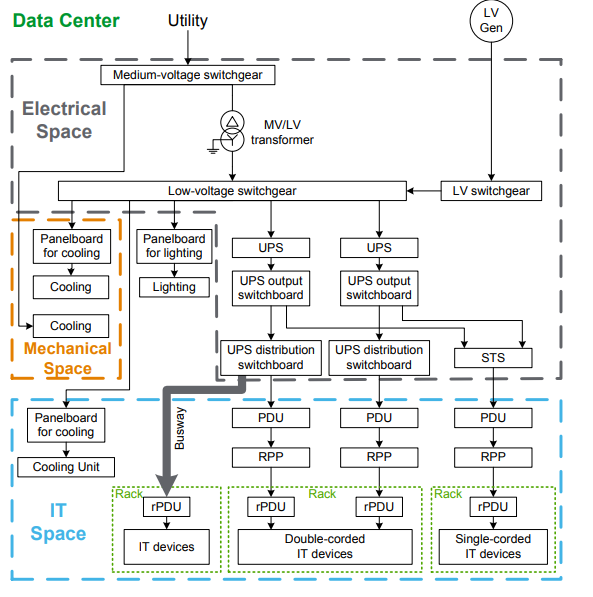 Data Center
Utility
LV
Gen
Medium-voltage switchgear
Electrical
Space
MV/LV
transformer
Low-voltage switchgear
LV switchgear
Panelboard
for cooling
Panelboard
for lighting
UPS
UPS
Cooling
Lighting
UPS output
switchboard
UPS output
switchboard
Cooling
Mechanical
Space
UPS distribution
switchboard
UPS distribution
switchboard
STS
Panelboard
for cooling
Busway
PDU
PDU
PDU
Cooling Unit
RPP
RPP
RPP
IT
Space
Rack
Rack
Rack
rPDU
rPDU
rPDU
rPDU
IT devices
Double-corded
IT devices
Single-corded
IT devices